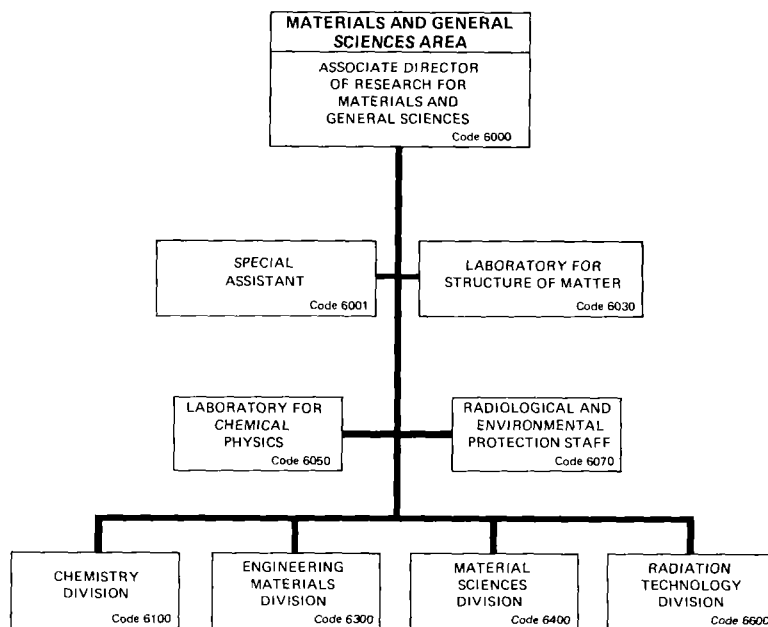 MATERIALS AND GENERAL
SCIENCES AREA
ASSOCIATE DIRECTOR
OF RESEARCH FOR
MATERIALS AND
GENERAL SCIENCES
Code 6000
SPECIAL
ASSISTANT
Code 6001
LABORATORY FOR
STRUCTURE OF MATTER
Code 6030
LABORATORY FOR
CHEMICAL
PHYSICS
Code 6050
RADIOLOGICAL AND
ENVIRONMENTAL
PROTECTION STAFF
Code 6070
CHEMISTRY
DIVISION
Code 6100
ENGINEERING
MATERIALS
DIVISION
Code 6300
MATERIAL
SCIENCES
DIVISION
Code 6400
RADIATION
TECHNOLOGY
DIVISION
Code 6600